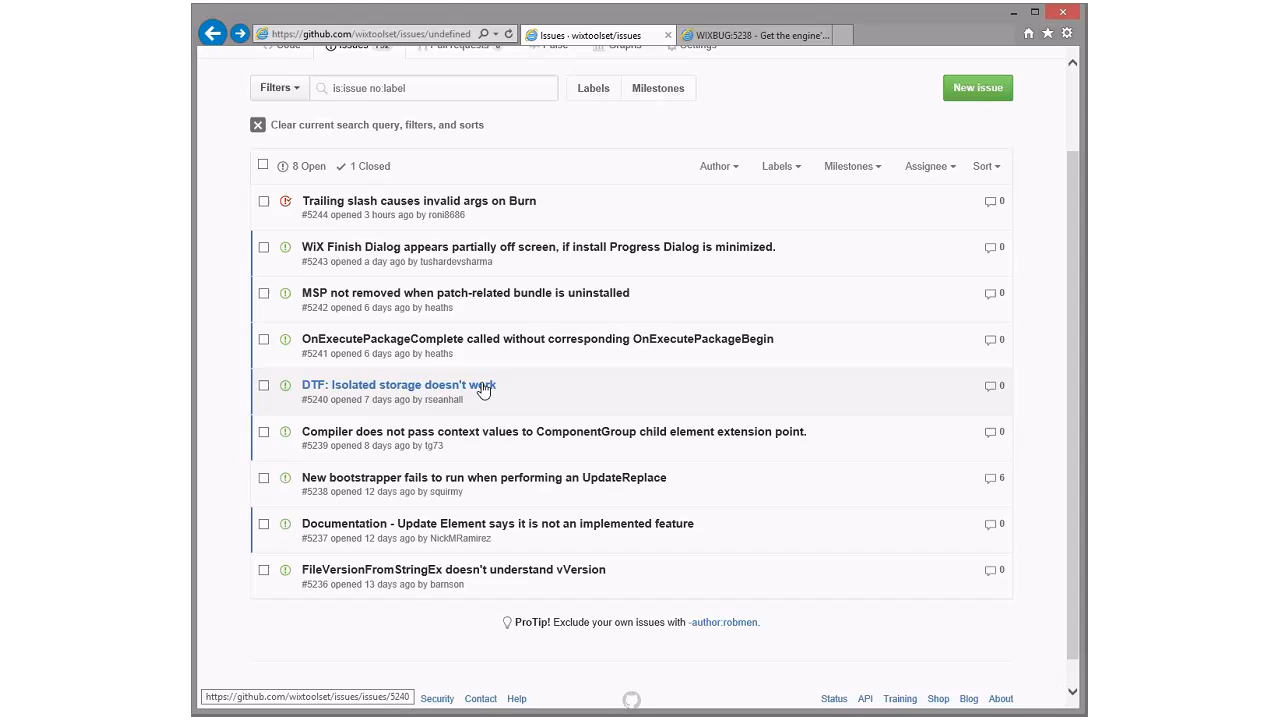 https://github.com/wixtoolset/issues/undefined
Issues · wixtoolset/issues
WIXBUG:5238 - Get the engine'...
Code
Issues 792
Pull requests 0
Pulse
Graphs
Settings
Filters
is:issue no:label
Labels
Milestones
New issue
Clear current search query, filters, and sorts
8 Open
1 Closed
Author
Labels
Milestones
Assignee
Sort
Trailing slash causes invalid args on Burn
0
#5244 opened 3 hours ago by roni8686
WiX Finish Dialog appears partially off screen, if install Progress Dialog is minimized.
0
#5243 opened a day ago by tushardevsharma
MSP not removed when patch-related bundle is uninstalled
0
#5242 opened 6 days ago by heaths
OnExecutePackageComplete called without corresponding OnExecutePackageBegin
0
#5241 opened 6 days ago by heaths
DTF: Isolated storage doesn't work
0
#5240 opened 7 days ago by rseanhall
Compiler does not pass context values to ComponentGroup child element extension point.
0
#5239 opened 8 days ago by tg73
New bootstrapper fails to run when performing an UpdateReplace
6
#5238 opened 12 days ago by squirmy
Documentation - Update Element says it is not an implemented feature
0
#5237 opened 12 days ago by NickMRamirez
FileVersionFromStringEx doesn't understand vVersion
0
#5236 opened 13 days ago by barnson
ProTip! Exclude your own issues with -author:robmen.
https://github.com/wixtoolset/issues/issues/5240
Security
Contact
Help
Status
API
Training
Shop
Blog
About